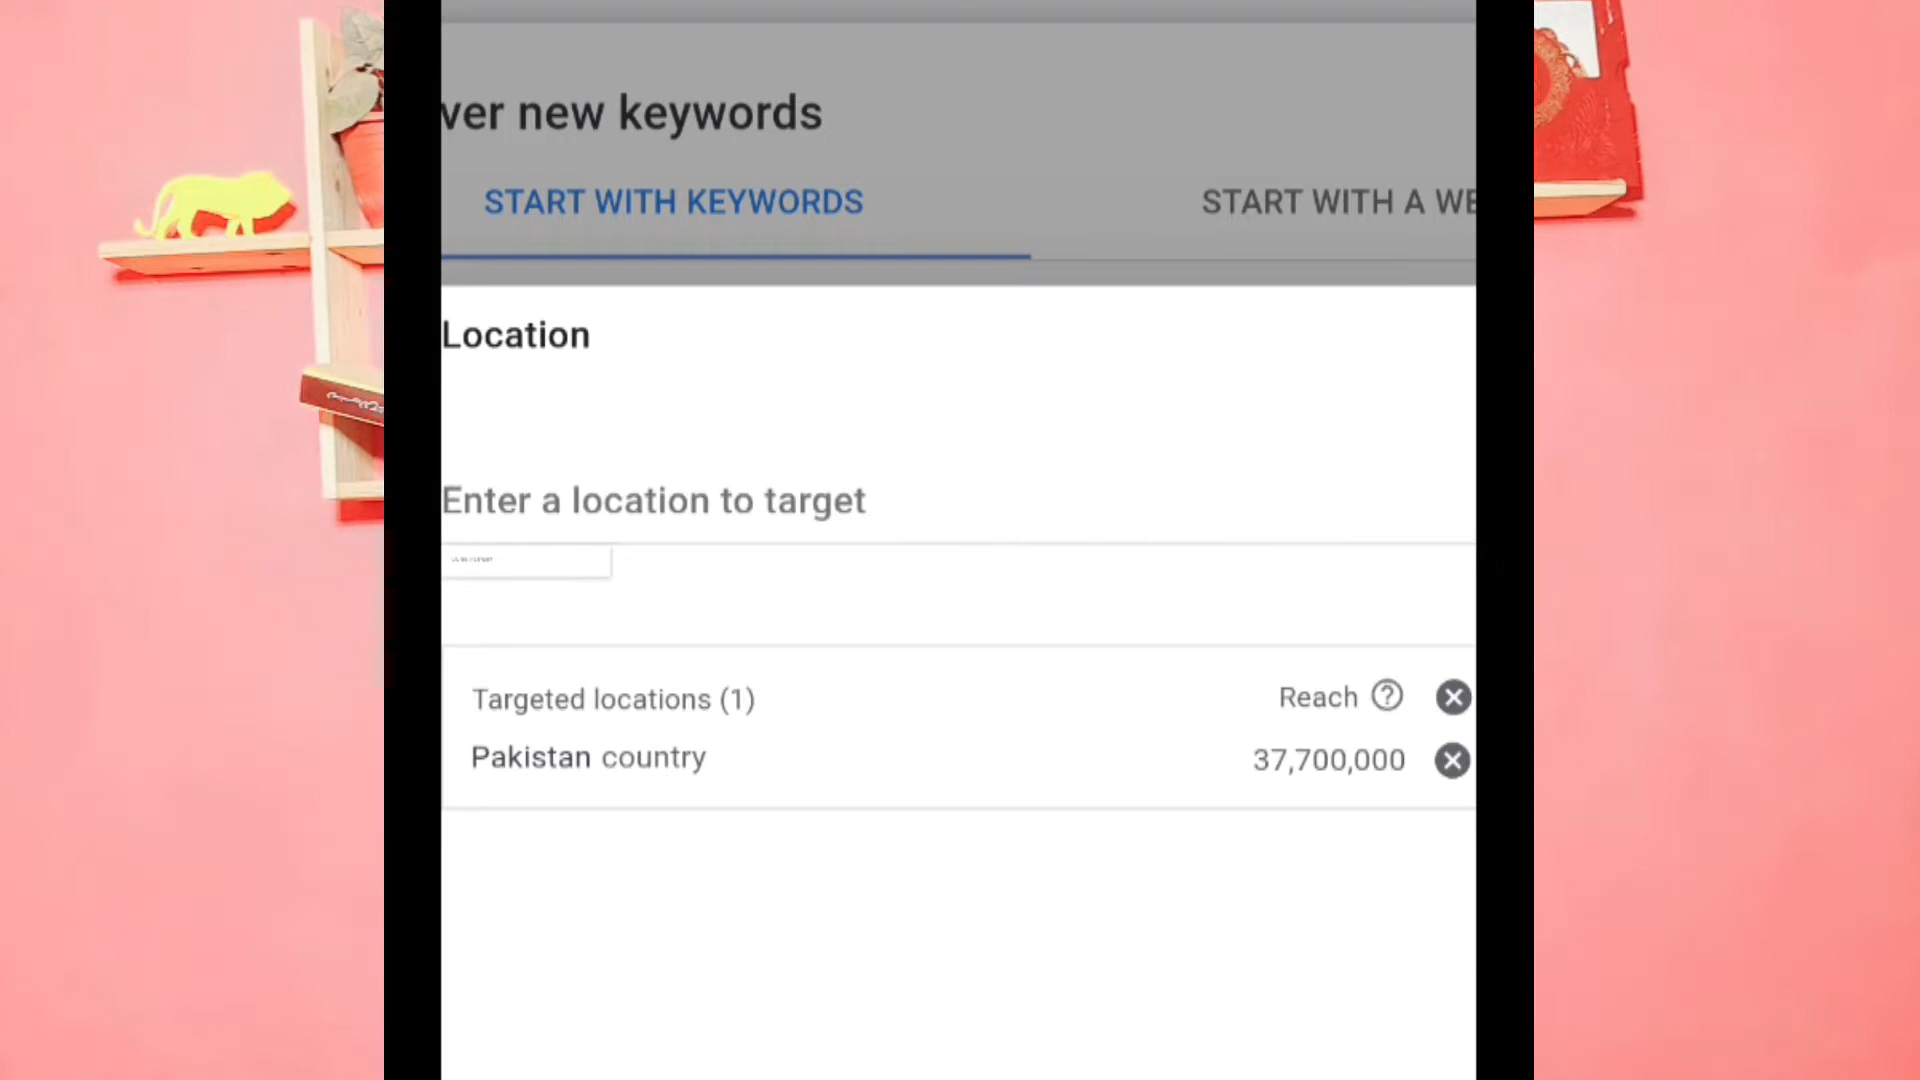 ver new keywords
START WITH KEYWORDS
START WITH A WE
Location
Enter a location to target
Targeted locations (1)
Reach
Pakistan country
37,700,000